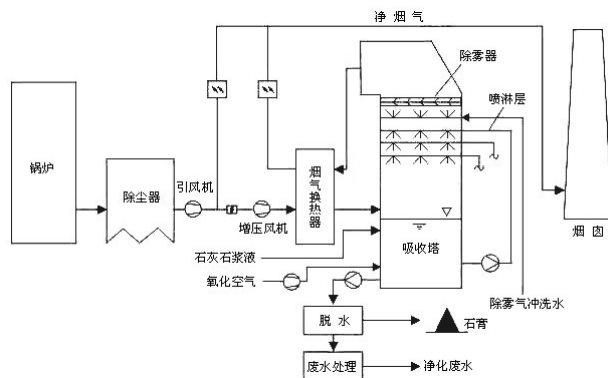 净烟气
除雾器
喷淋层
锅炉
除尘器
引风机
增压风机
烟气换热器
烟囱
石灰石浆液
吸收塔
氧化空气
除雾气冲洗水
脱水
石膏
废水处理
净化废水